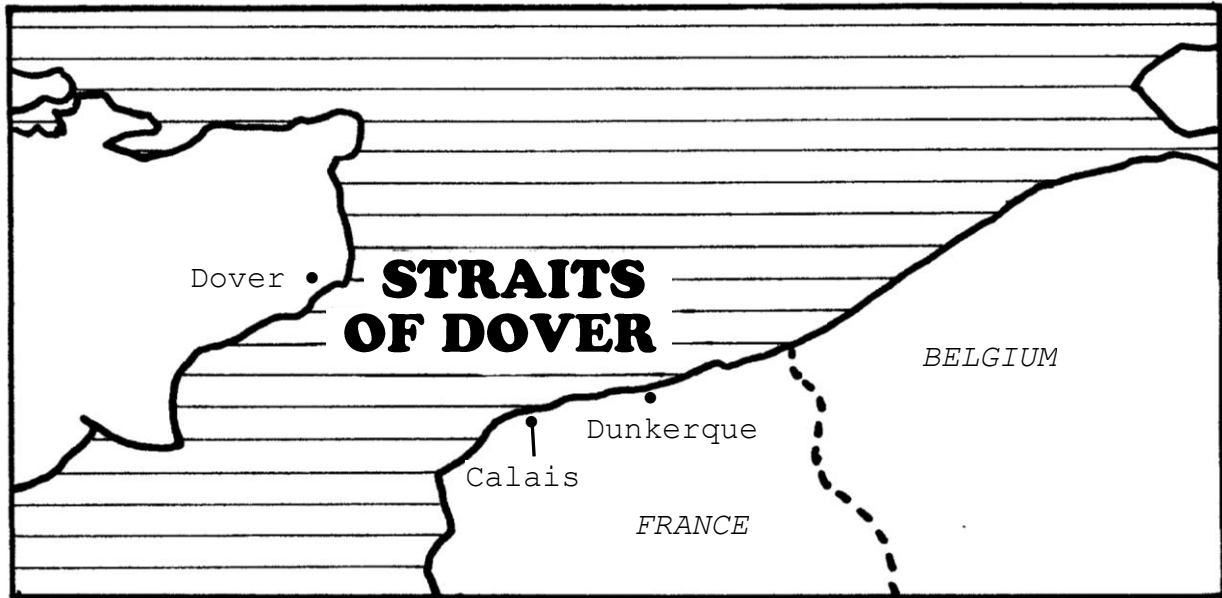 Dover
STRAITS
OF DOVER
BELGIUM
Dunkerque
Calais
FRANCE